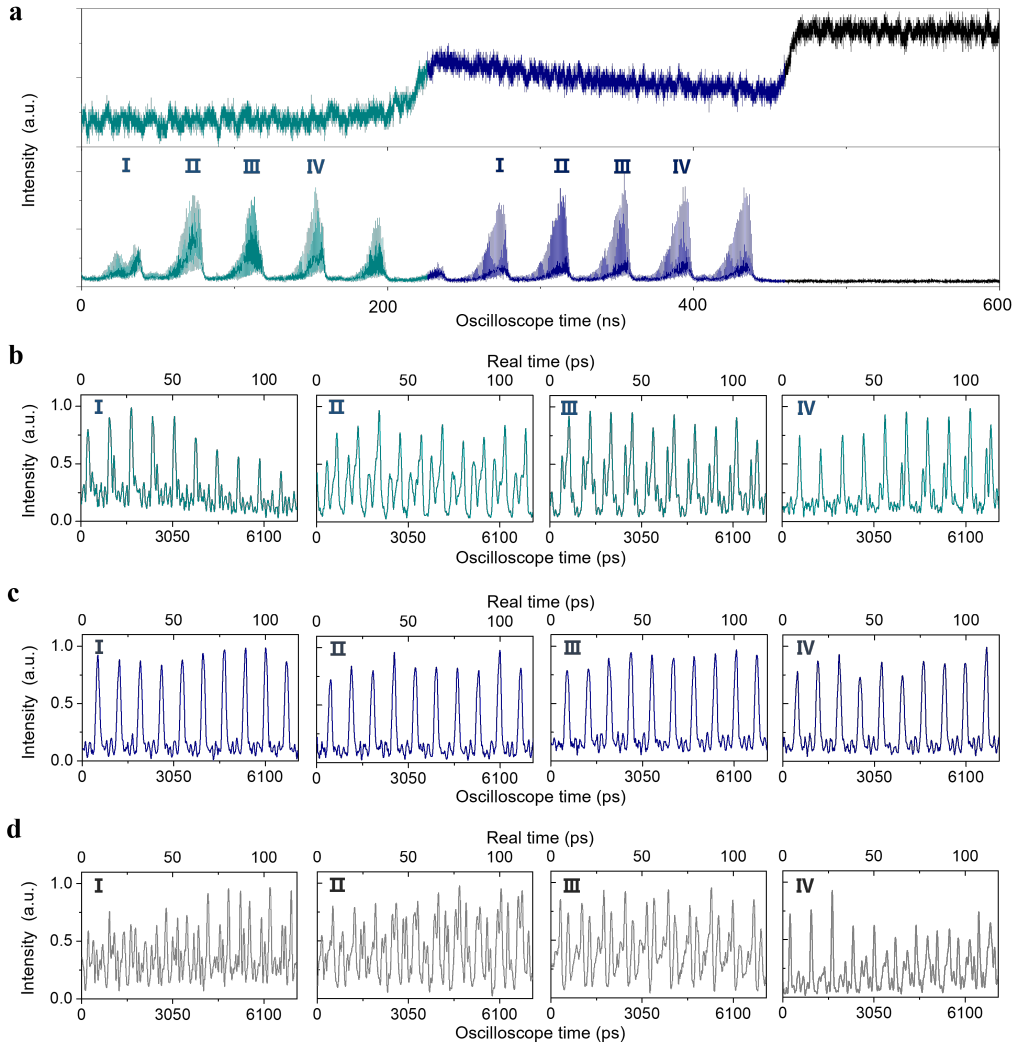 a
Intensity (a.u.)
I II III IV I II III IV
0 200 400 600
Oscilloscope time (ns)
b
Real time (ps)
0 50 100 0 50 100 0 50 100 0 50 100
Intensity (a.u.)
1.0
0.5
0.0
I II III IV
0 3050 6100 0 3050 6100 0 3050 6100 0 3050 6100
Oscilloscope time (ps) Oscilloscope time (ps)
c
Real time (ps) Real time (ps)
0 50 100 0 50 100 0 50 100 0 50 100
Intensity (a.u.)
1.0
0.5
0.0
I II III IV
0 3050 6100 0 3050 6100 0 3050 6100 0 3050 6100
Oscilloscope time (ps)
d
Real time (ps)
0 50 100 0 50 100 0 50 100 0 50 100
Intensity (a.u.)
1.0
0.5
0.0
I II III IV
0 3050 6100 0 3050 6100 0 3050 6100 0 3050 6100
Oscilloscope time (ps)